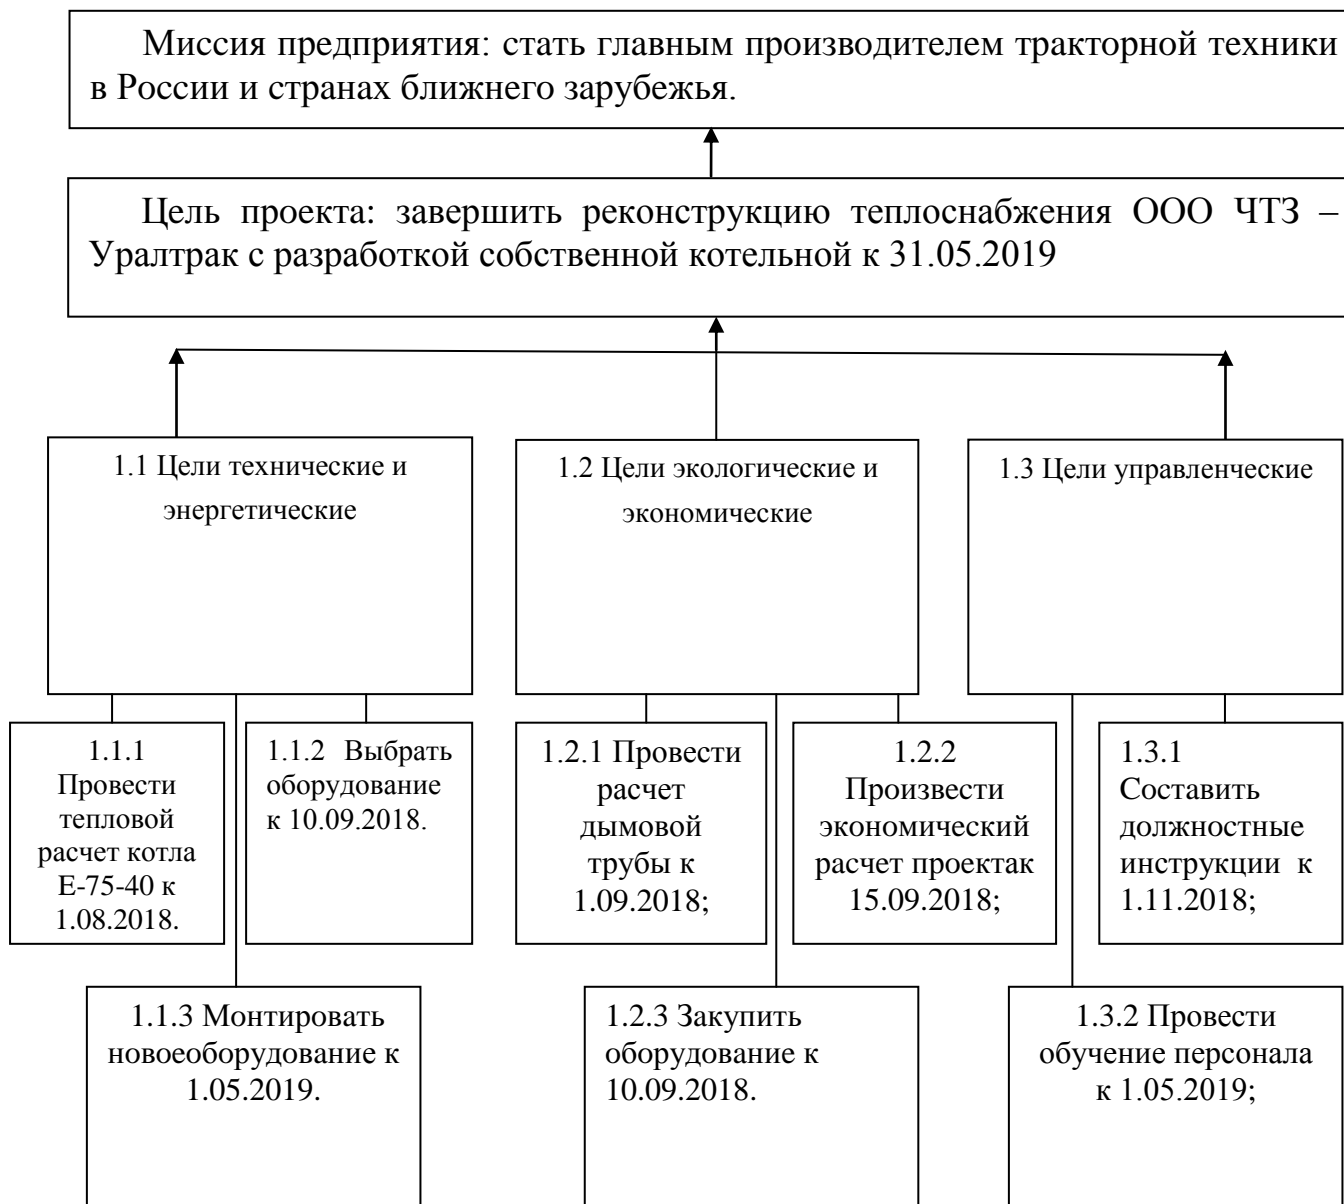 Миссия предприятия: стать главным производителем тракторной техники
в России и странах ближнего зарубежья.
Цель проекта: завершить реконструкцию теплоснабжения ООО ЧТЗ –
Уралтрак с разработкой собственной котельной к 31.05.2019
1.1 Цели технические и
энергетические
1.2 Цели экологические и
экономические
1.3 Цели управленческие
1.1.1
Провести
тепловой
расчет котла
Е-75-40 к
1.08.2018.
1.1.2 Выбрать
оборудование
к 10.09.2018.
1.2.1 Провести
расчет
дымовой
трубы к
1.09.2018;
1.2.2
Произвести
экономический
расчет проектак
15.09.2018;
1.3.1
Составить
должностные
инструкции к
1.11.2018;
1.1.3 Монтировать
новоеоборудование к
1.05.2019.
1.2.3 Закупить
оборудование к
10.09.2018.
1.3.2 Провести
обучение персонала
к 1.05.2019;